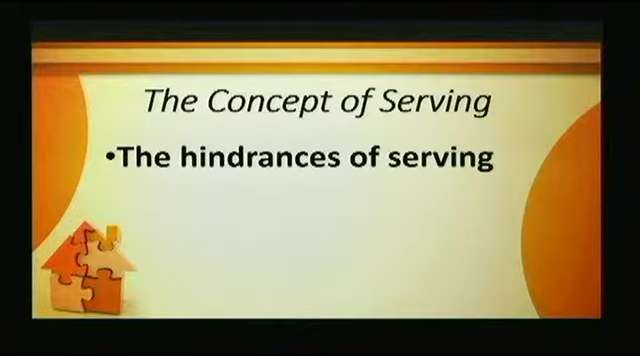 The Concept of Serving
•The hindrances of serving